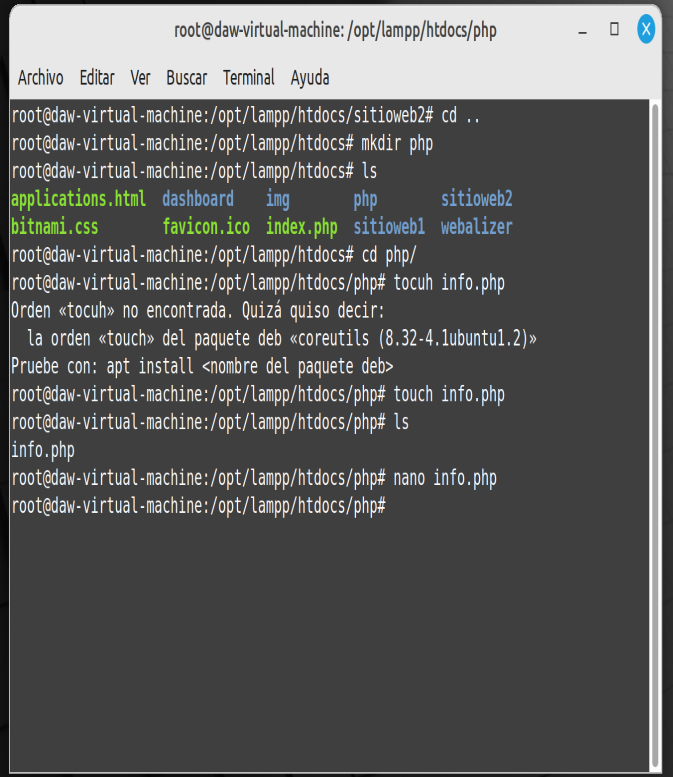 root@daw-virtual-machine: /opt/lampp/htdocs/php
Archivo Editar Ver Buscar Terminal Ayuda
root@daw-virtual-machine:/opt/lampp/htdocs/sitioweb2# cd ..
root@daw-virtual-machine:/opt/lampp/htdocs# mkdir php
root@daw-virtual-machine:/opt/lampp/htdocs# ls
applications.html dashboard img php sitioweb2
bitnami.css favicon.ico index.php sitioweb1 webalizer
root@daw-virtual-machine:/opt/lampp/htdocs# cd php/
root@daw-virtual-machine:/opt/lampp/htdocs/php# tocuh info.php
Orden «tocuh» no encontrada. Quizá quiso decir:
la orden «touch» del paquete deb «coreutils (8.32-4.1ubuntu1.2)»
Pruebe con: apt install <nombre del paquete deb>
root@daw-virtual-machine:/opt/lampp/htdocs/php# touch info.php
root@daw-virtual-machine:/opt/lampp/htdocs/php# ls
info.php
root@daw-virtual-machine:/opt/lampp/htdocs/php# nano info.php
root@daw-virtual-machine:/opt/lampp/htdocs/php#